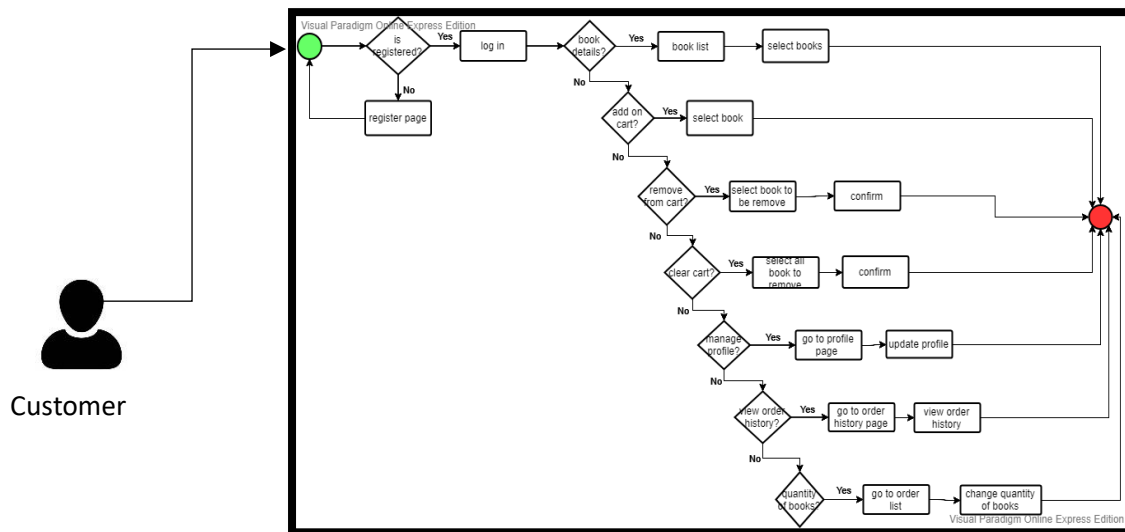 Visual Paradigm Online Express Edition
is
registered?
Yes
log in
book
details?
Yes
book list
select books
No
No
register page
add on
cart?
Yes
select book
No
remove
from cart?
Yes
select book to
be remove
confirm
No
clear cart?
Yes
select all
book to
remove
confirm
No
manage
profile?
Yes
go to profile
page
update profile
No
view order
history?
Yes
go to order
history page
view order
history
No
quantity
of books?
Yes
go to order
list
change quantity
of books
Visual Paradigm Online Express Edition
Customer